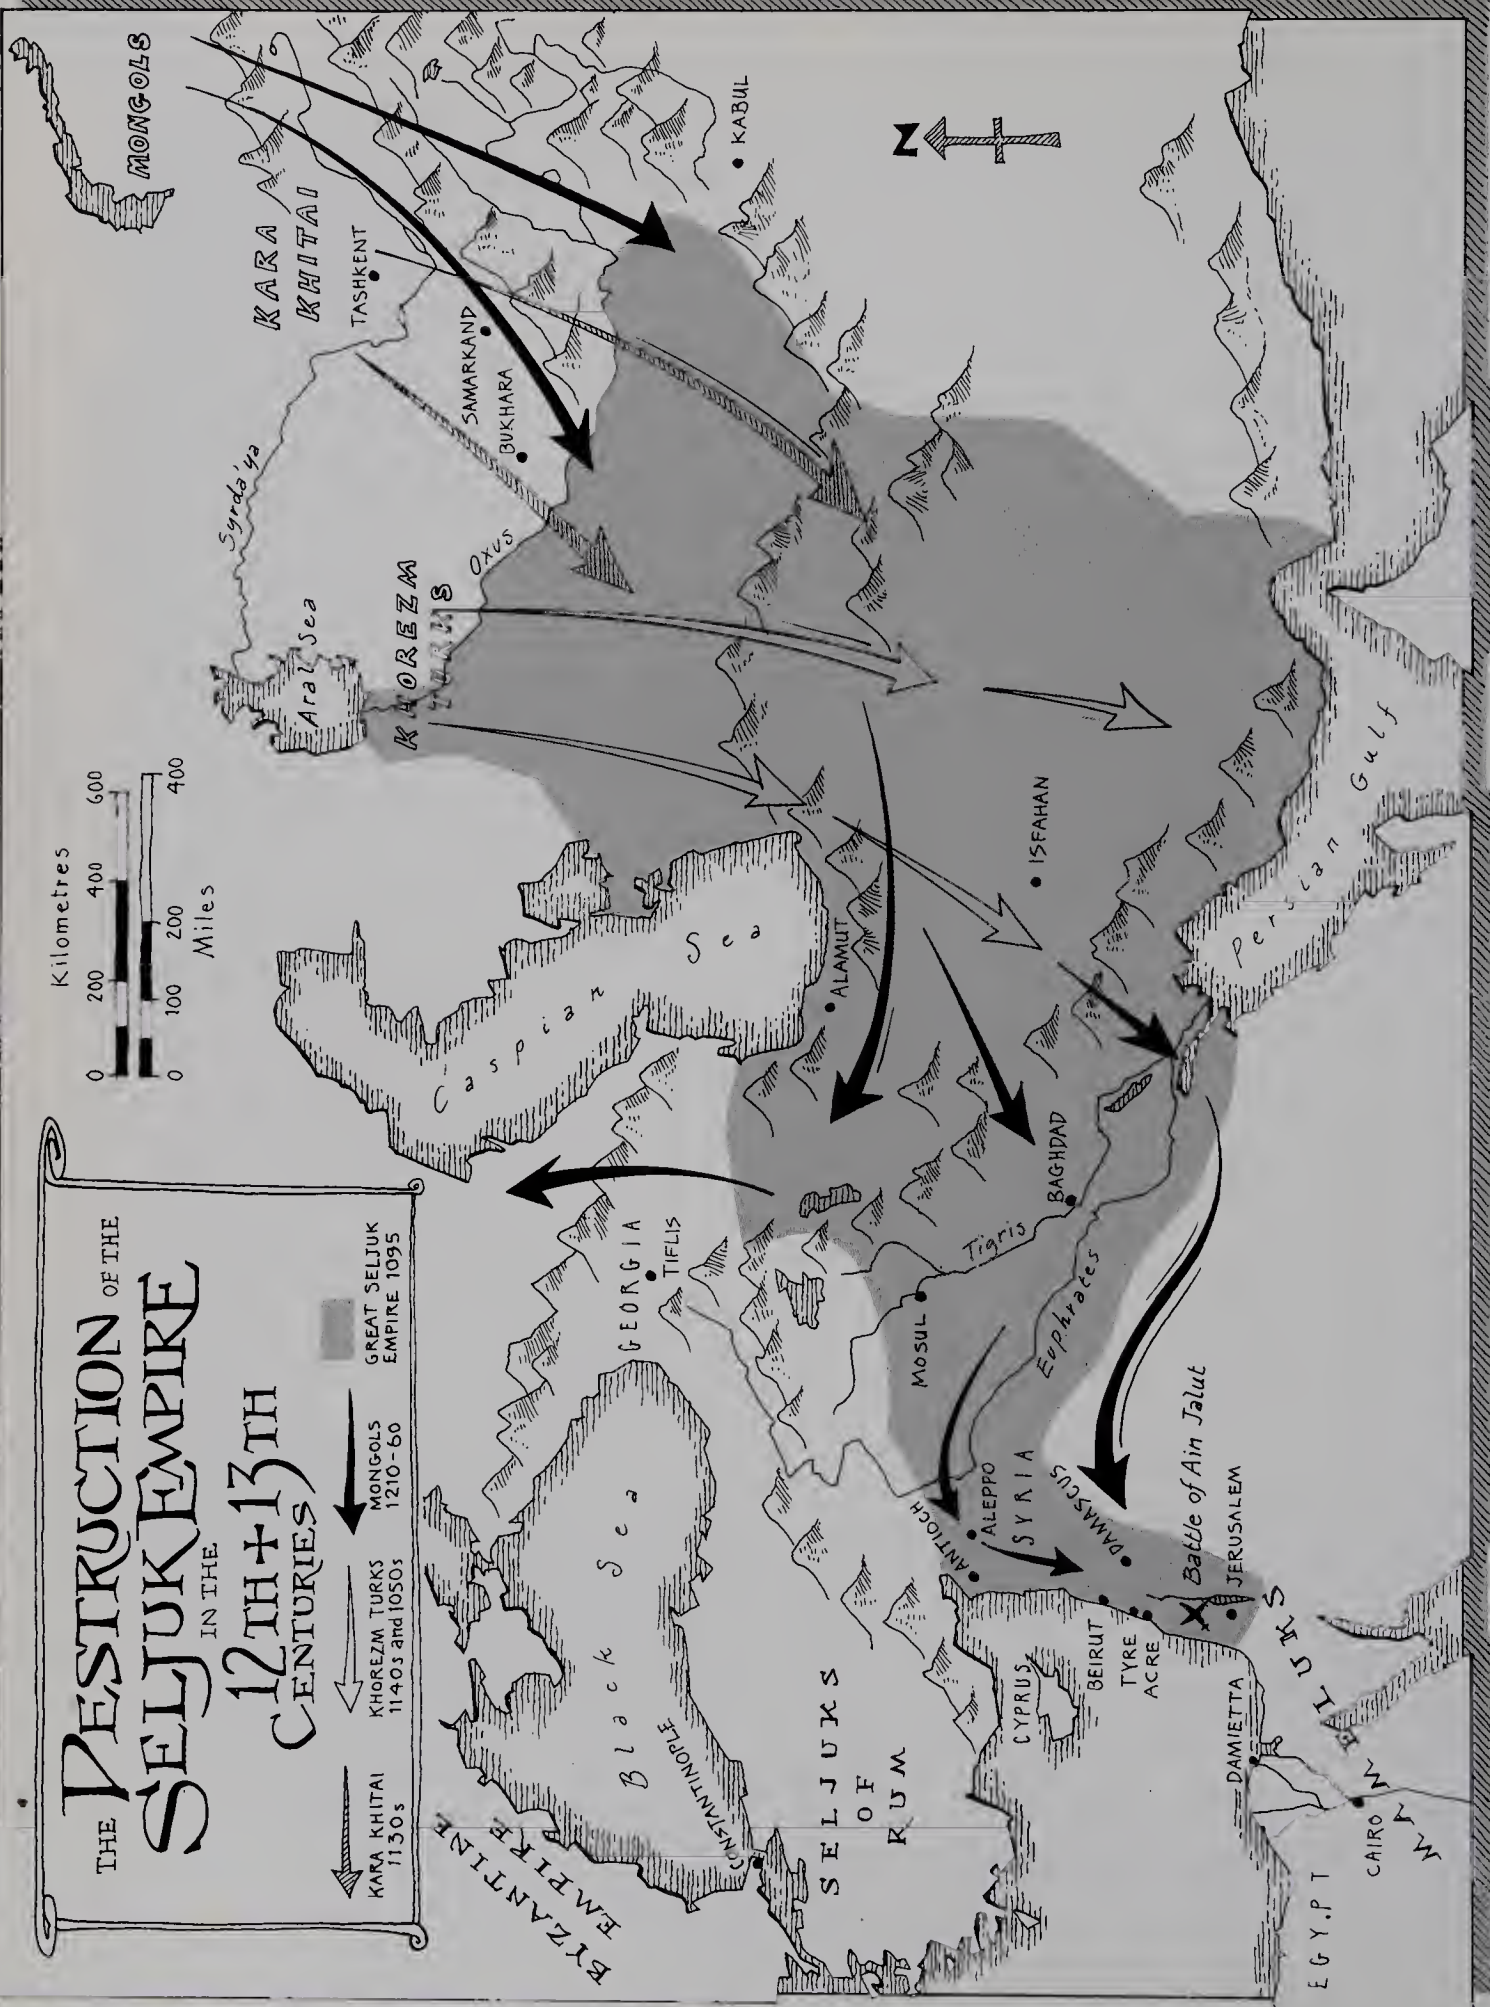 THE DESTRUCTION OF THE
SELJUK EMPIRE
IN THE
12TH + 13TH
CENTURIES
KARA KHITAI
1130s
KHOREZM TURKS
1140s and 1050s
MONGOLS
1210-60
GREAT SELJUK
EMPIRE 1095
Kilometres
0 200 400 600
0 100 200 400
Miles
MONGOLS
KARA
KHITAI
TASHKENT
Syrda'ya
Aral Sea
KHOREZM
TURKS
Oxus
SAMARKAND
BUKHARA
KABUL
N
BYZANTINE
EMPIRE
Black Sea
CONSTANTINOPLE
GEORGIA
TIFLIS
Caspian
Sea
ALAMUT
ISFAHAN
SELJUKS
OF
RUM
MOSUL
Tigris
BAGHDAD
Euphrates
ANTIOCH
ALEPPO
SYRIA
DAMASCUS
CYPRUS
BEIRUT
TYRE
ACRE
Battle of Ain Jalut
JERUSALEM
Persian Gulf
DAMIETTA
CAIRO
MAMELUKS
EGYPT